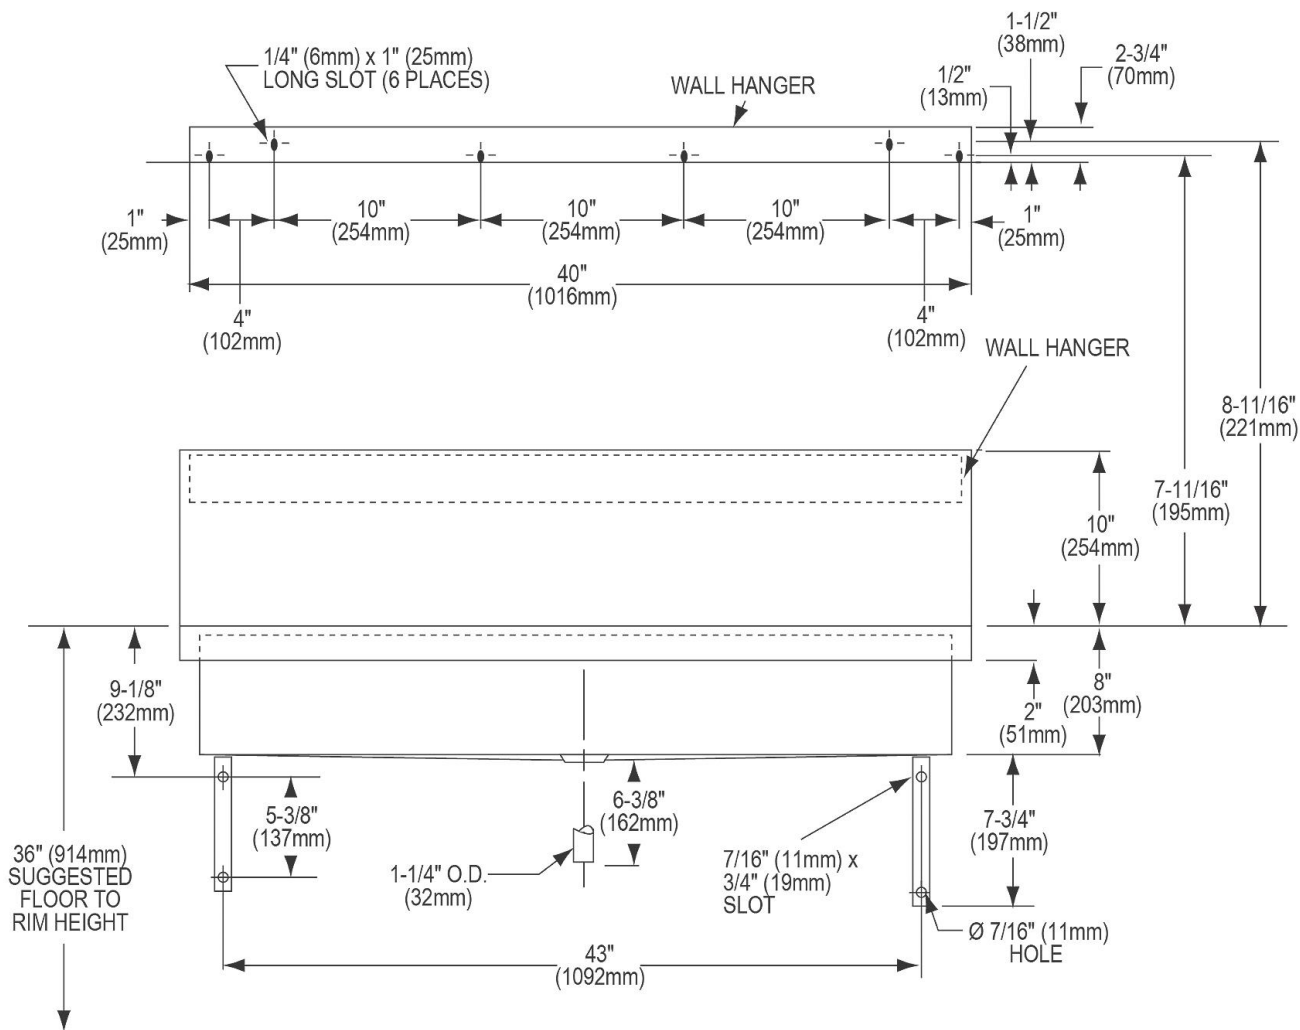 1-1/2"
(38mm)
2-3/4"
(70mm)
1/2"
(13mm)
1/4" (6mm) x 1" (25mm)
LONG SLOT (6 PLACES)
WALL HANGER
1"
(25mm)
10"
(254mm)
10"
(254mm)
10"
(254mm)
1"
(25mm)
40"
(1016mm)
4"
(102mm)
4"
(102mm)
WALL HANGER
8-11/16"
(221mm)
7-11/16"
(195mm)
10"
(254mm)
9-1/8"
(232mm)
8"
(203mm)
2"
(51mm)
5-3/8"
(137mm)
6-3/8"
(162mm)
7-3/4"
(197mm)
36" (914mm)
SUGGESTED
FLOOR TO
RIM HEIGHT
1-1/4" O.D.
(32mm)
7/16" (11mm) x
3/4" (19mm)
SLOT
Ø 7/16" (11mm)
HOLE
43"
(1092mm)